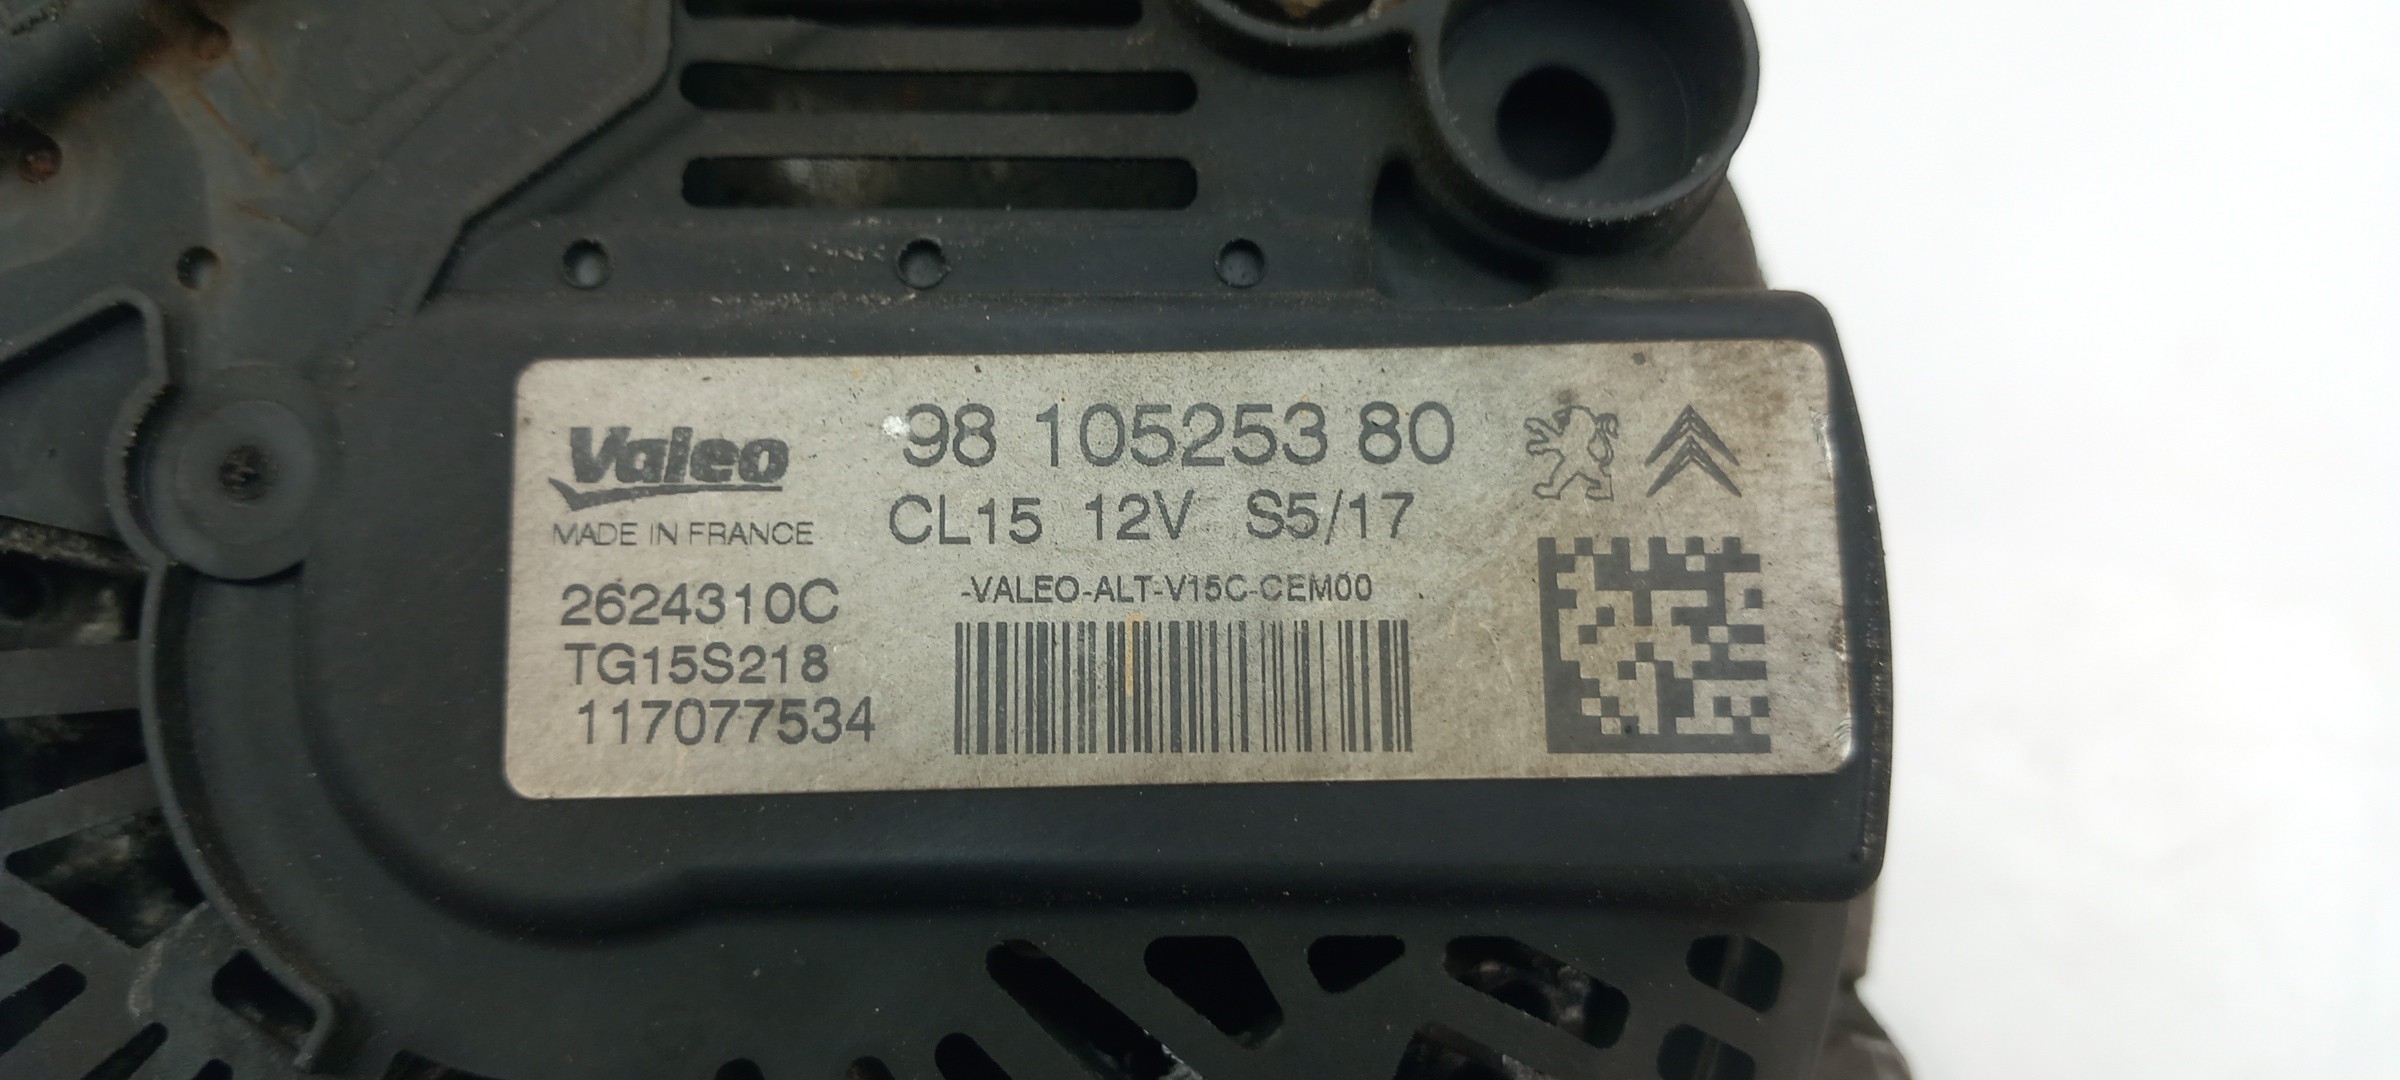 Valeo
MADE IN FRANCE
98 105253 80
CL15 12V S5/17
2624310C
TG15S218
117077534
-VALEO-ALT-V15C-CEM00